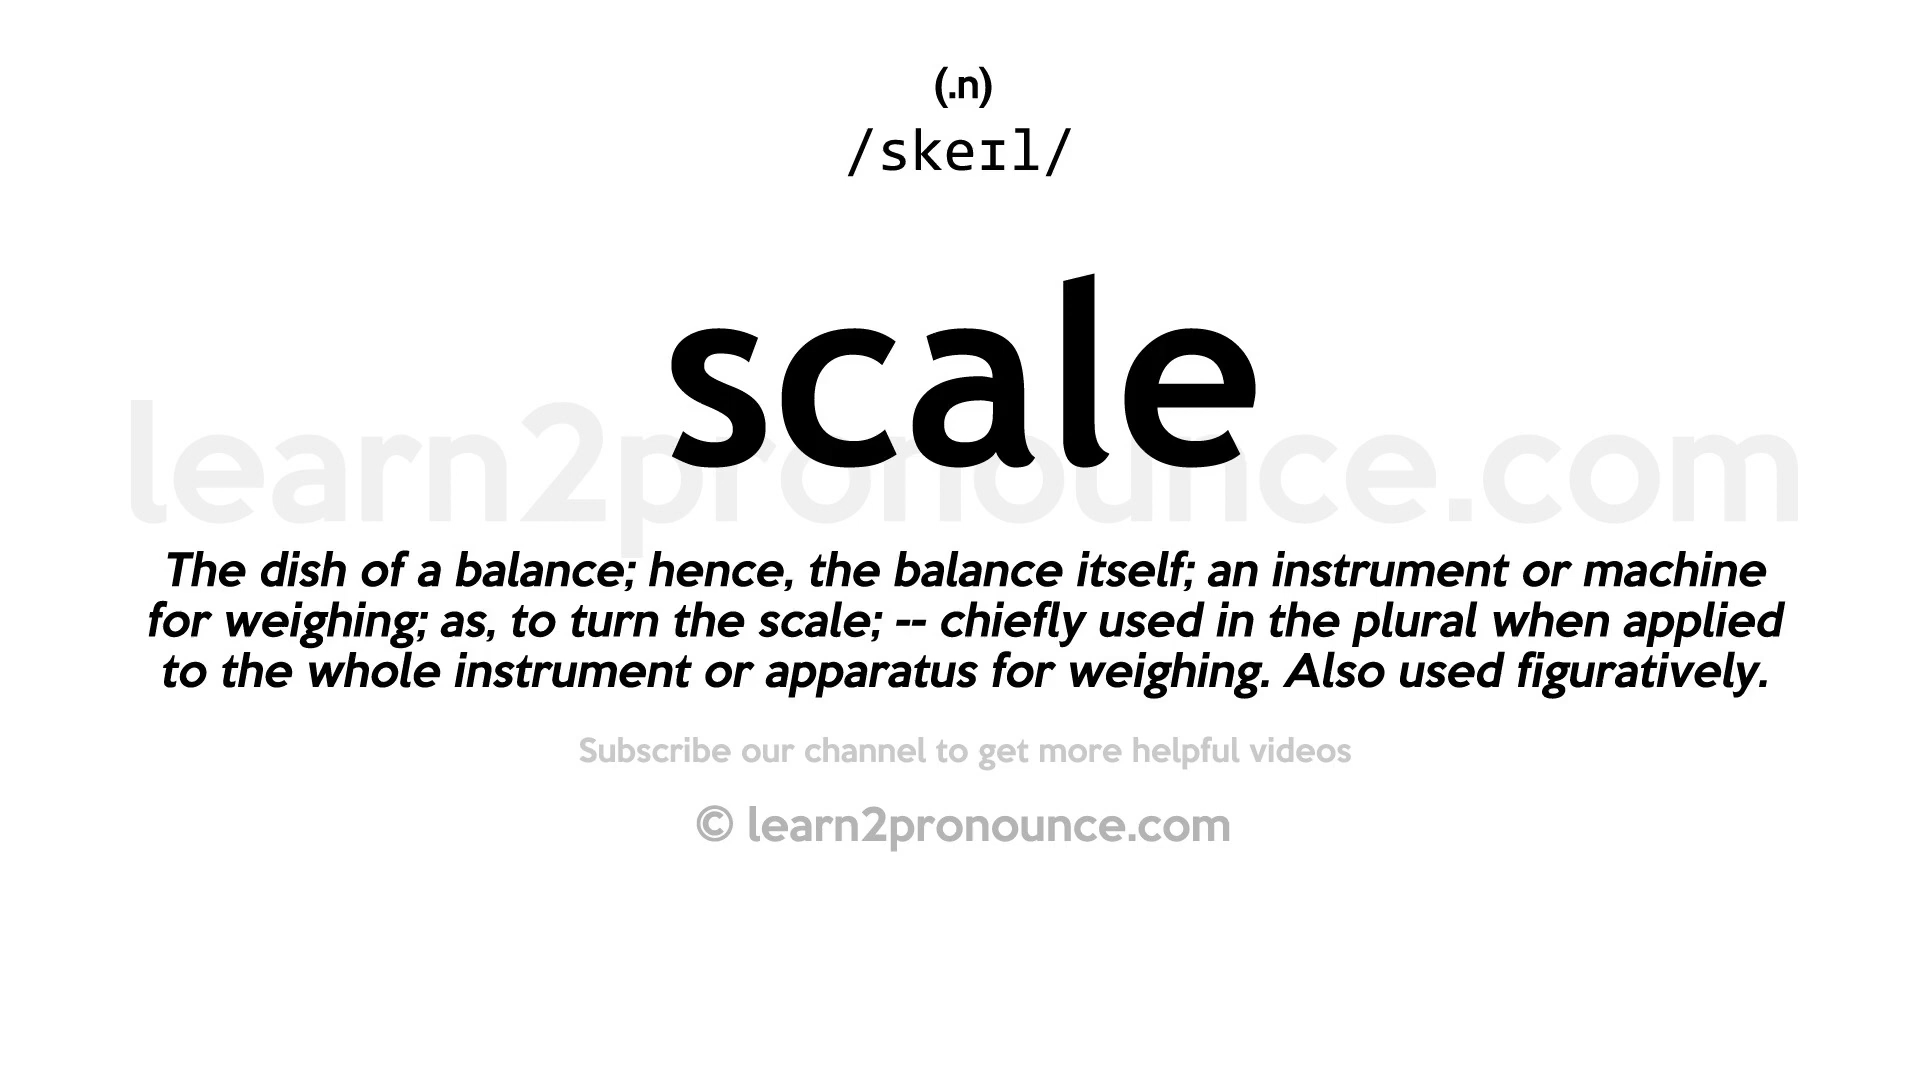 (.n)
/skeɪl/
scale
learn2pronounce.com
The dish of a balance; hence, the balance itself; an instrument or machine
for weighing; as, to turn the scale; -- chiefly used in the plural when applied
to the whole instrument or apparatus for weighing. Also used figuratively.
Subscribe our channel to get more helpful videos
© learn2pronounce.com